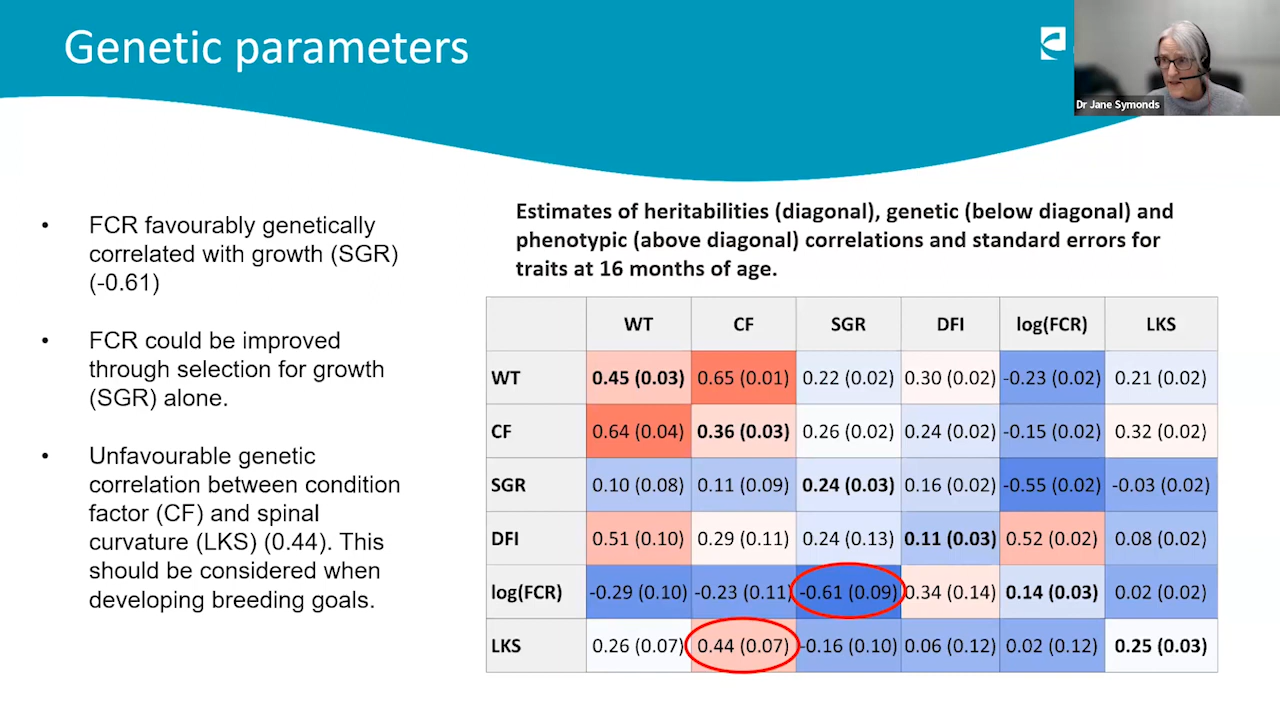 Genetic parameters
Dr Jane Symonds
• FCR favourably genetically
correlated with growth (SGR)
(-0.61)
• FCR could be improved
through selection for growth
(SGR) alone.
• Unfavourable genetic
correlation between condition
factor (CF) and spinal
curvature (LKS) (0.44). This
should be considered when
developing breeding goals.
Estimates of heritabilities (diagonal), genetic (below diagonal) and
phenotypic (above diagonal) correlations and standard errors for
traits at 16 months of age.
WT CF SGR DFI log(FCR) LKS
WT 0.45 (0.03) 0.65 (0.01) 0.22 (0.02) 0.30 (0.02) -0.23 (0.02) 0.21 (0.02)
CF 0.64 (0.04) 0.36 (0.03) 0.26 (0.02) 0.24 (0.02) -0.15 (0.02) 0.32 (0.02)
SGR 0.10 (0.08) 0.11 (0.09) 0.24 (0.03) 0.16 (0.02) -0.55 (0.02) -0.03 (0.02)
DFI 0.51 (0.10) 0.29 (0.11) 0.24 (0.13) 0.11 (0.03) 0.52 (0.02) 0.08 (0.02)
log(FCR) -0.29 (0.10) -0.23 (0.11) -0.61 (0.09) 0.34 (0.14) 0.14 (0.03) 0.02 (0.02)
LKS 0.26 (0.07) 0.44 (0.07) -0.16 (0.10) 0.06 (0.12) 0.02 (0.12) 0.25 (0.03)